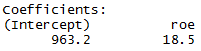 Coefficients:
(Intercept) roe
963.2 18.5